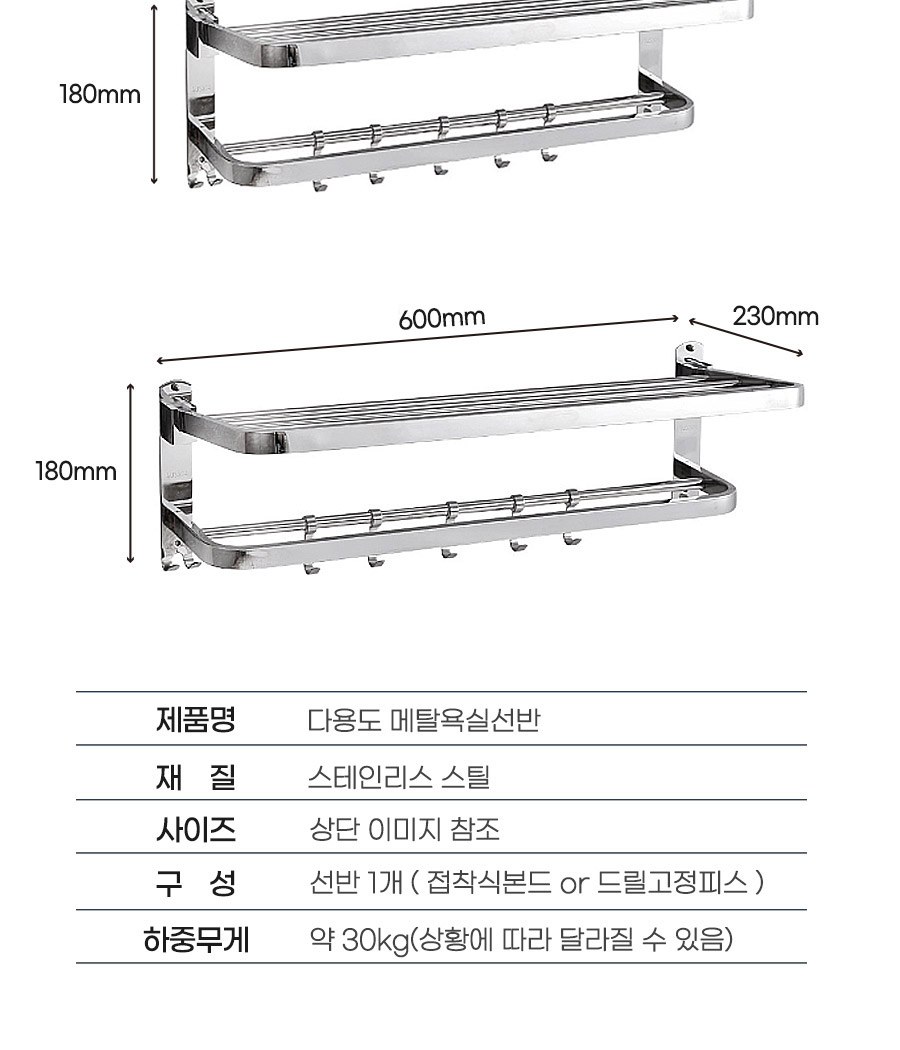 180mm
600mm
230mm
180mm
제품명 다용도 메탈욕실선반
재 질 스테인리스 스틸
사이즈 상단 이미지 참조
구 성 선반 1개 ( 접착식본드 or 드릴고정피스 )
하중무게 약 30kg(상황에 따라 달라질 수 있음)